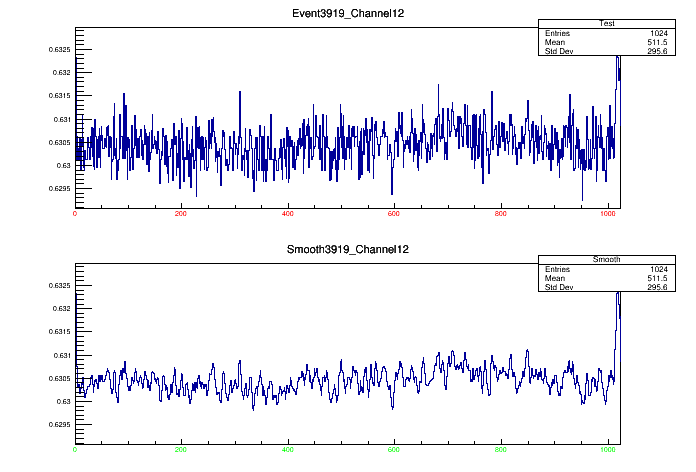 Event3919_Channel12
Test
Entries 1024
Mean 511.5
Std Dev 295.6
0.6325
0.632
0.6315
0.631
0.6305
0.63
0.6295
0 200 400 600 800 1000
Smooth3919_Channel12
Smooth
Entries 1024
Mean 511.5
Std Dev 295.6
0.6325
0.632
0.6315
0.631
0.6305
0.63
0.6295
0 200 400 600 800 1000